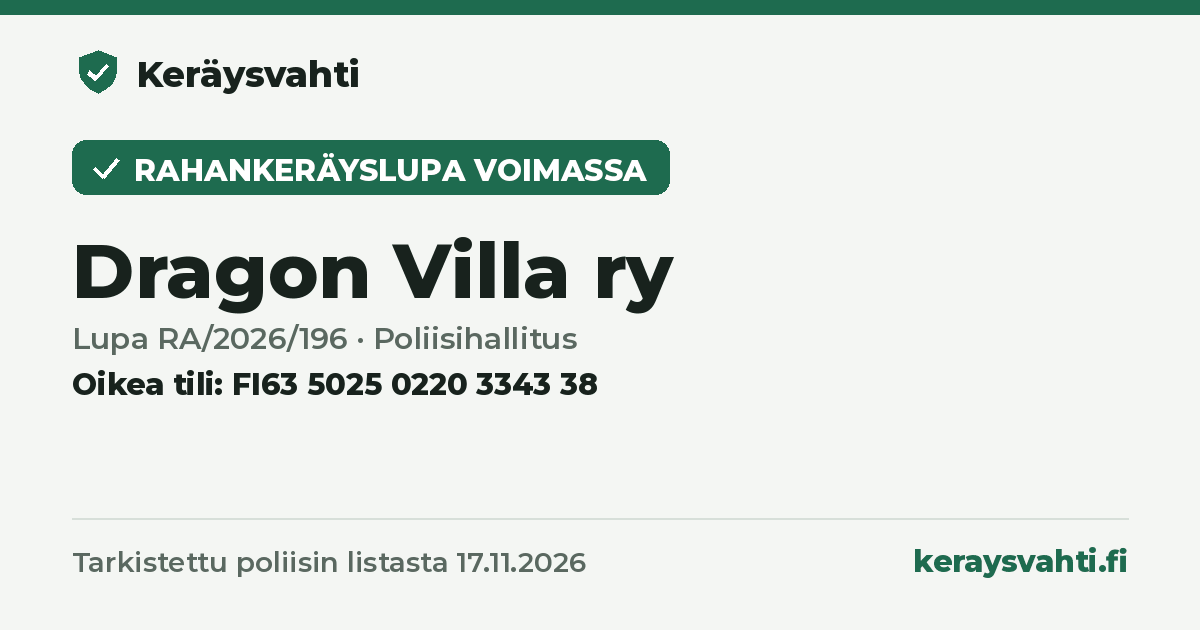 Keräysvahti
RAHANKERÄYSLUPA VOIMASSA
Dragon Villa ry
Lupa RA/2026/196 · Poliisihallitus
Oikea tili: FI63 5025 0220 3343 38
Tarkistettu poliisin listasta 17.11.2026
keraysvahti.fi